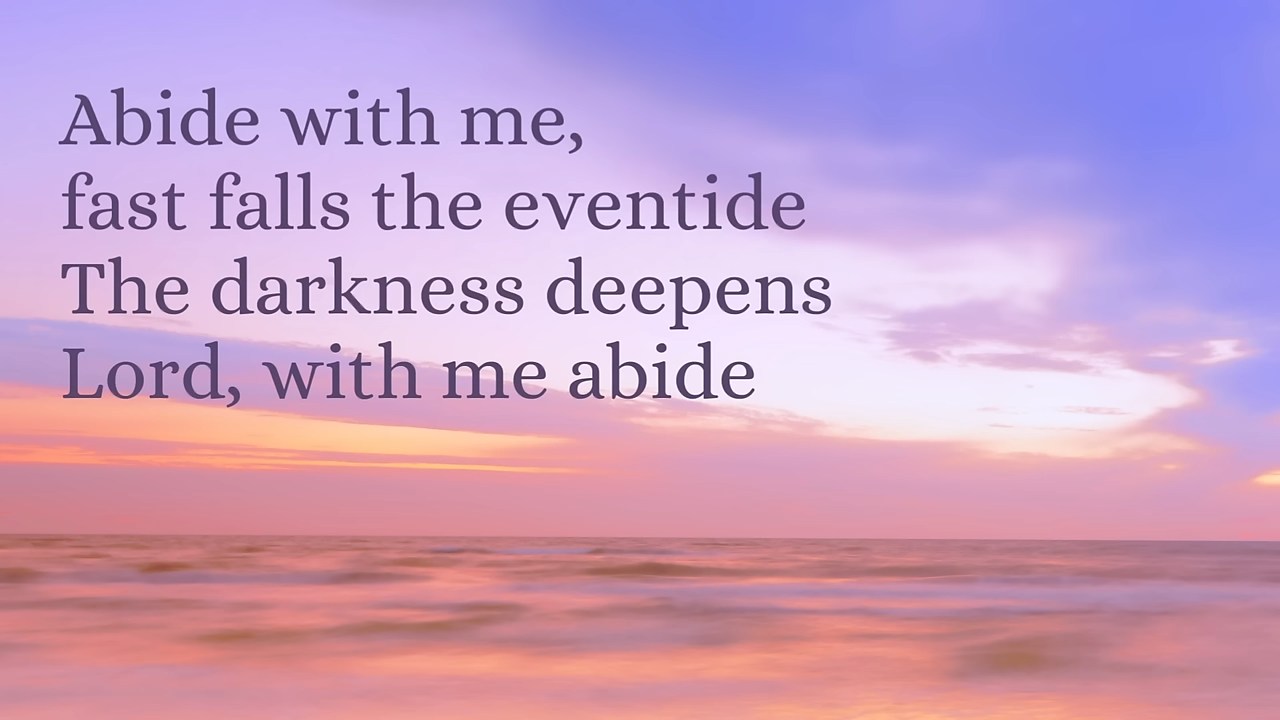 Abide with me,
fast falls the eventide
The darkness deepens
Lord, with me abide